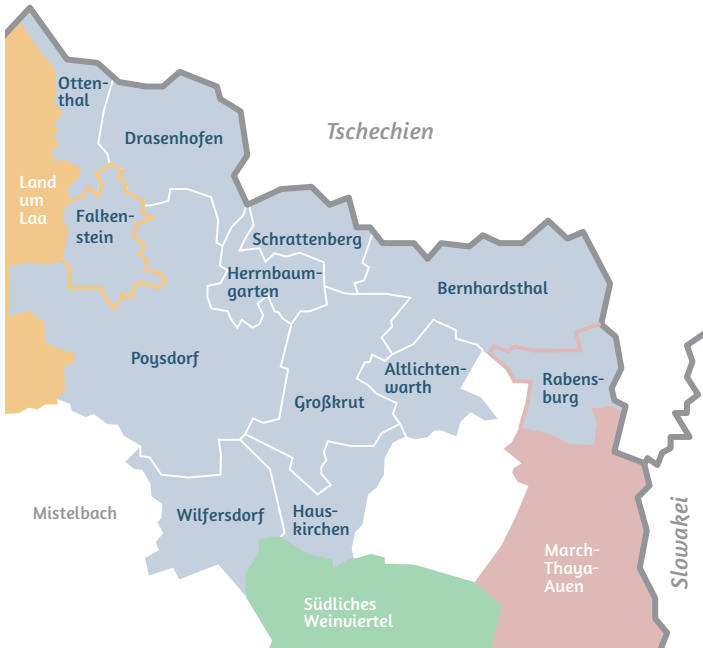 Otten-
thal
Drasenhofen
Tschechien
Land
um
Laa
Falken-
stein
Schrattenberg
Herrnbaum-
garten
Bernhardsthal
Poysdorf
Altlichten-
warth
Rabens-
burg
Großkrut
Mistelbach
Wilfersdorf
Haus-
kirchen
Slowakei
March-
Thaya-
Auen
Südliches
Weinviertel